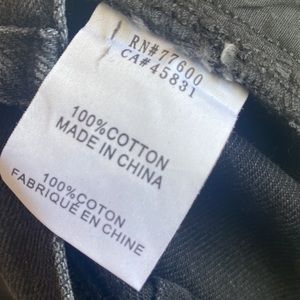 RN#77600
CA#45831
100%COTTON
MADE IN CHINA
100%COTON
FABRIQUE EN CHINE